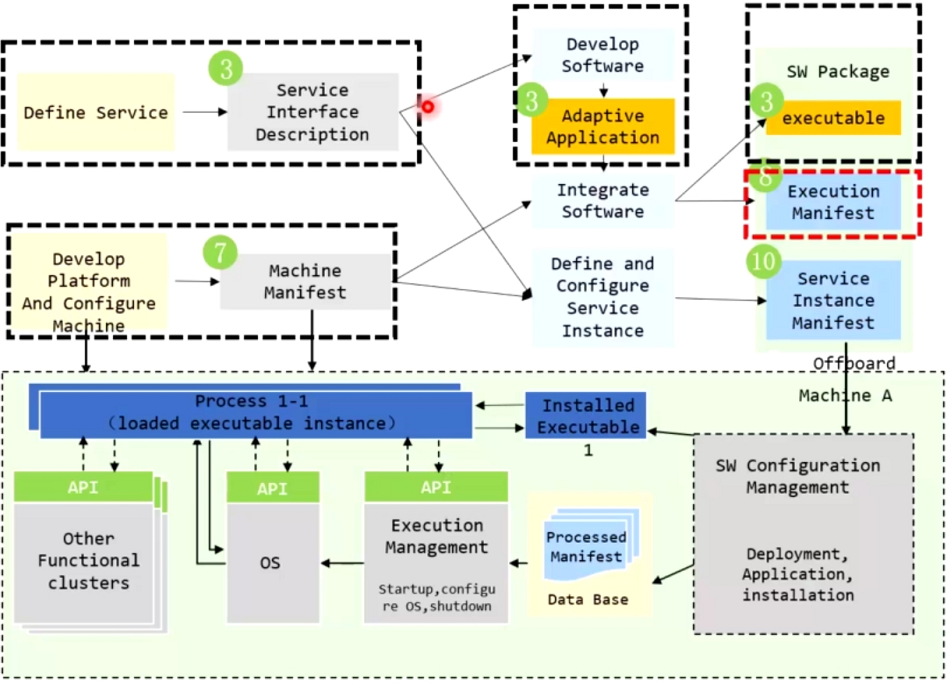 Define Service
3
Service
Interface
Description
Develop
Software
3
Adaptive
Application
Integrate
Software
SW Package
3
executable
8
Execution
Manifest
Develop
Platform
And Configure
Machine
7
Machine
Manifest
Define and
Configure
Service
Instance
10
Service
Instance
Manifest
Offboard
Machine A
Process 1-1
（loaded executable instance）
Installed
Executable
1
SW Configuration
Management
Deployment,
Application,
installation
API
Other
Functional
clusters
API
OS
API
Execution
Management
Startup,configu
re OS,shutdown
Processed
Manifest
Data Base